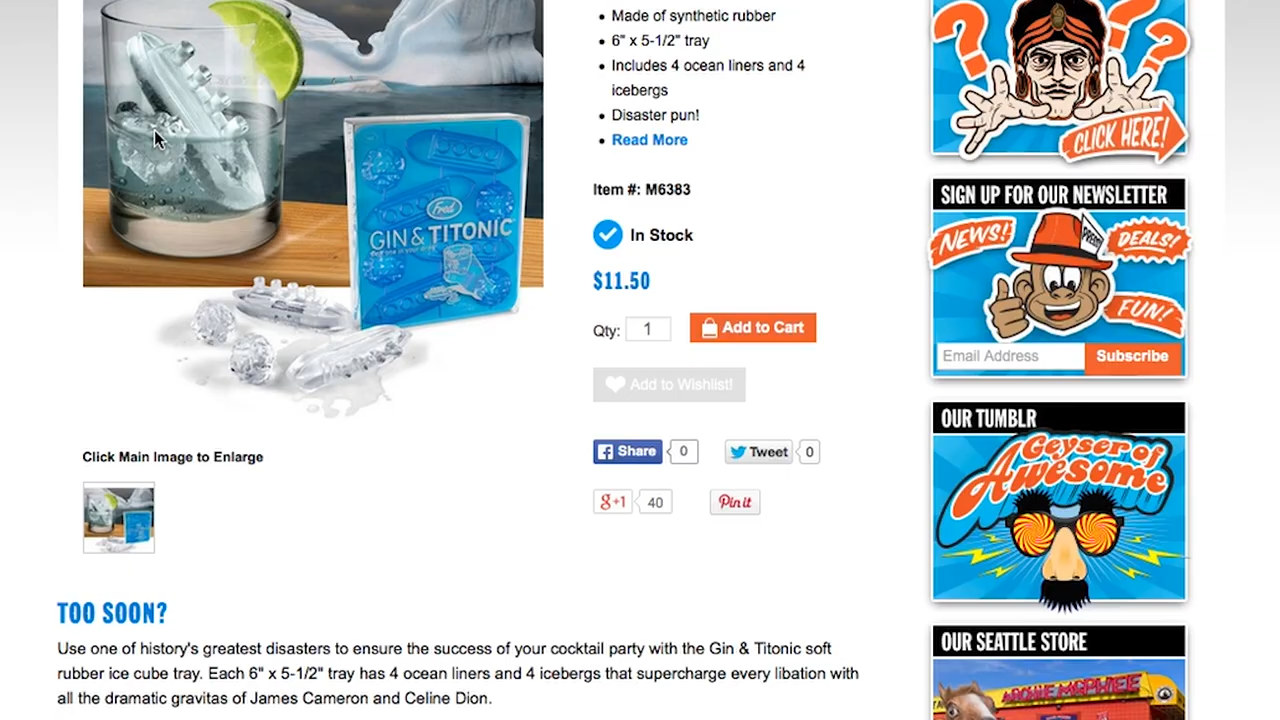 Made of synthetic rubber
6" x 5-1/2" tray
Includes 4 ocean liners and 4
icebergs
Disaster pun!
Read More
Item #: M6383
In Stock
$11.50
Qty: 1
Add to Cart
Add to Wishlist!
Share 0
Tweet 0
g+1 40
Pin it
Fred
GIN & TITONIC
Click Main Image to Enlarge
TOO SOON?
Use one of history's greatest disasters to ensure the success of your cocktail party with the Gin & Titonic soft
rubber ice cube tray. Each 6" x 5-1/2" tray has 4 ocean liners and 4 icebergs that supercharge every libation with
all the dramatic gravitas of James Cameron and Celine Dion.
? ? ?
CLICK HERE!
SIGN UP FOR OUR NEWSLETTER
NEWS!
DEALS!
FUN!
Email Address
Subscribe
OUR TUMBLR
Geyser of
Awesome
OUR SEATTLE STORE
ARCHIE McPHEE